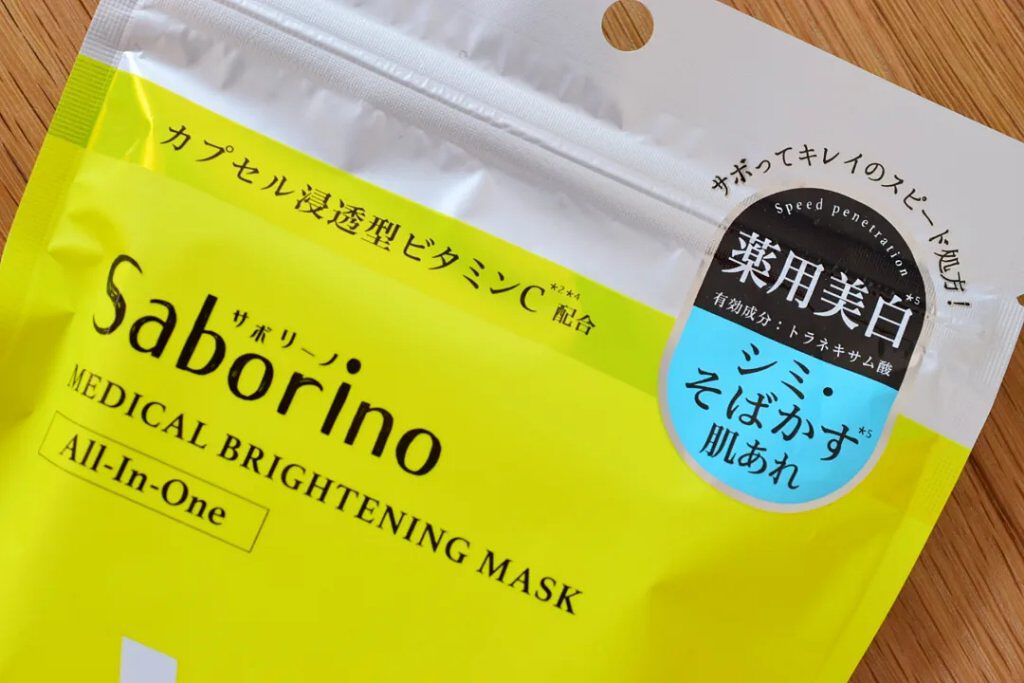 カプセル浸透型ビタミンC*2*4 配合
サボリーノ
Saborino
MEDICAL BRIGHTENING MASK
All-In-One
サボってキレイのスピード処方!
Speed penetration
薬用美白*5
有効成分:トラネキサム酸
シミ・
そばかす*5
肌あれ